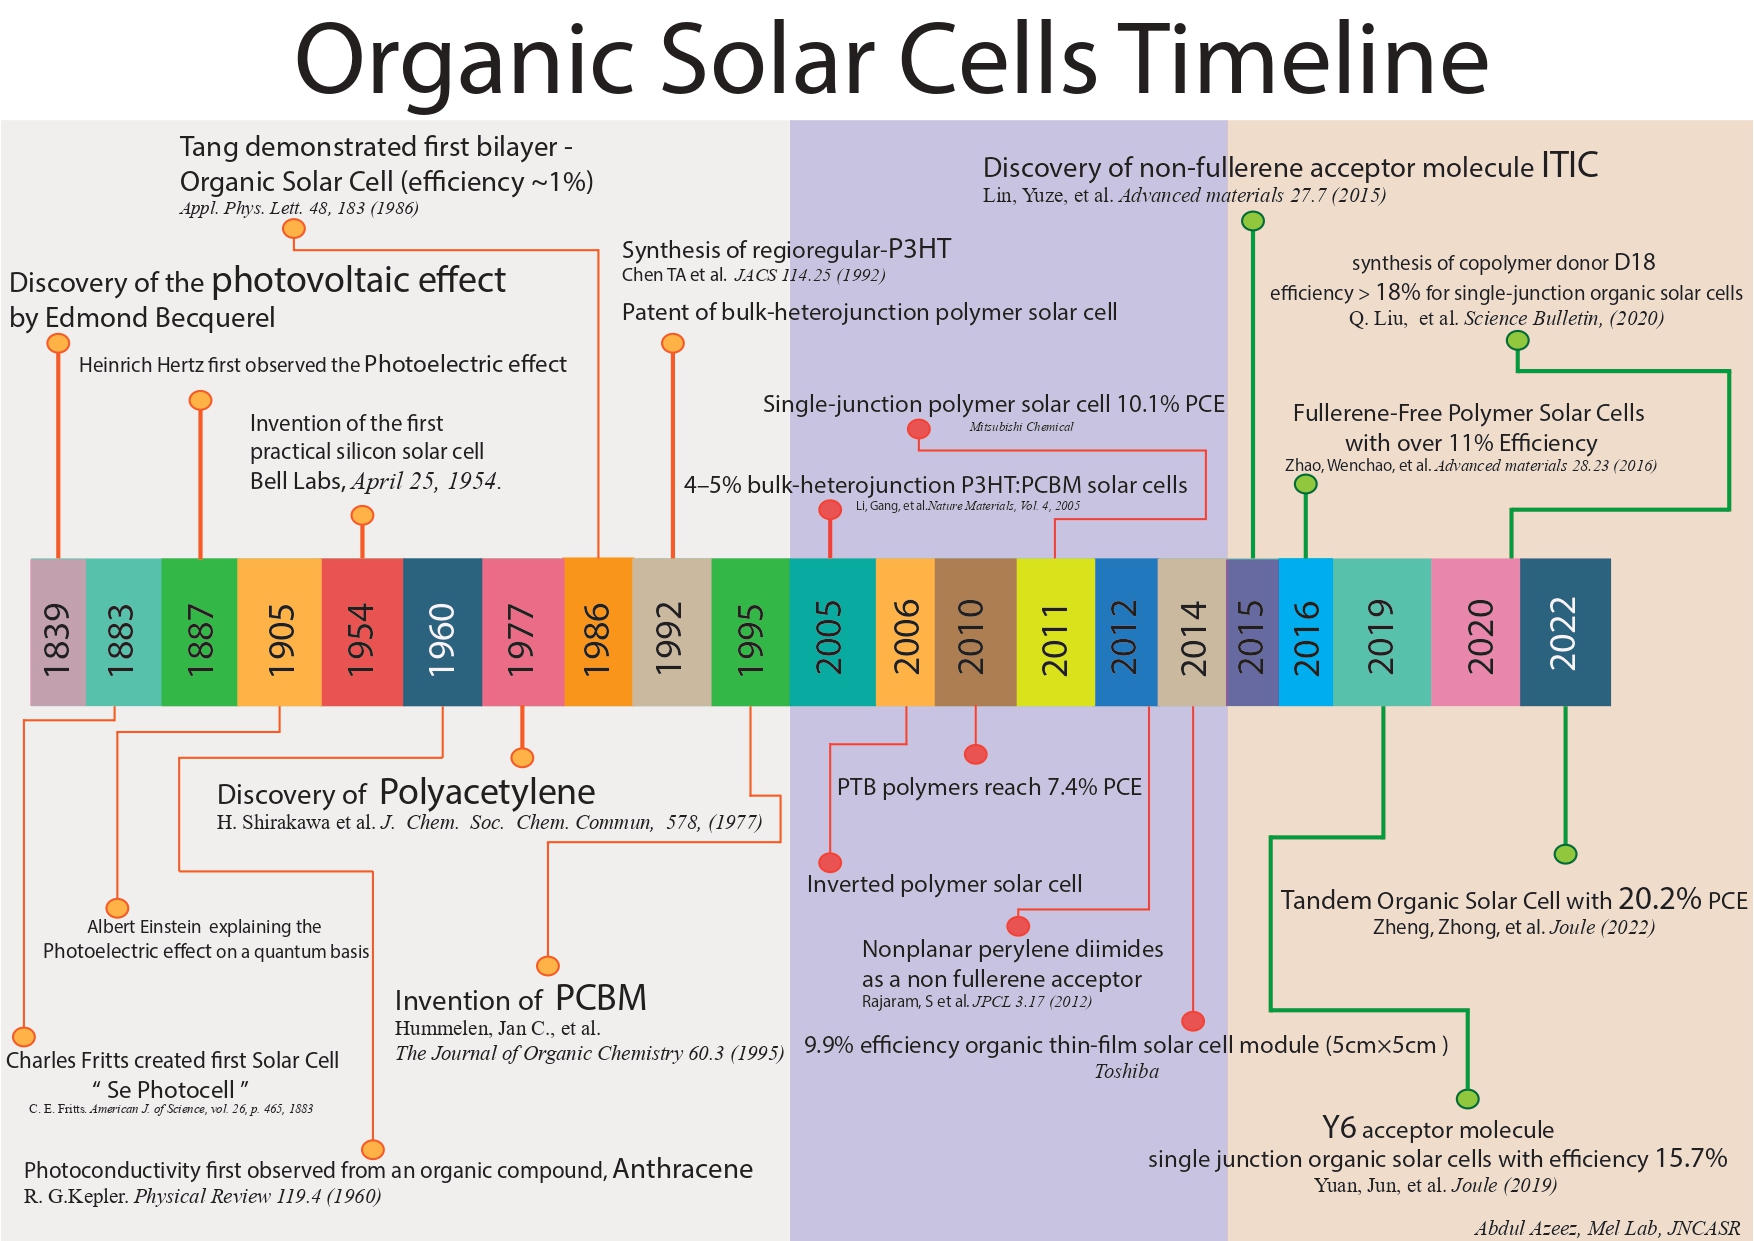 Organic Solar Cells Timeline
Tang demonstrated first bilayer -
Organic Solar Cell (efficiency ~1%)
Appl. Phys. Lett. 48, 183 (1986)
Discovery of the photovoltaic effect
by Edmond Becquerel
Heinrich Hertz first observed the Photoelectric effect
Invention of the first
practical silicon solar cell
Bell Labs, April 25, 1954.
Synthesis of regioregular-P3HT
Chen TA et al. JACS 114.25 (1992)
Patent of bulk-heterojunction polymer solar cell
Single-junction polymer solar cell 10.1% PCE
Mitsubishi Chemical
4–5% bulk-heterojunction P3HT:PCBM solar cells
Li, Gang, et al.Nature Materials, Vol. 4, 2005
Discovery of non-fullerene acceptor molecule ITIC
Lin, Yuze, et al. Advanced materials 27.7 (2015)
synthesis of copolymer donor D18
efficiency > 18% for single-junction organic solar cells
Q. Liu, et al. Science Bulletin, (2020)
Fullerene-Free Polymer Solar Cells
with over 11% Efficiency
Zhao, Wenchao, et al. Advanced materials 28.23 (2016)
1839
1883
1887
1905
1954
1960
1977
1986
1992
1995
2005
2006
2010
2011
2012
2014
2015
2016
2019
2020
2022
Discovery of Polyacetylene
H. Shirakawa et al. J. Chem. Soc. Chem. Commun, 578, (1977)
Albert Einstein explaining the
Photoelectric effect on a quantum basis
Invention of PCBM
Hummelen, Jan C., et al.
The Journal of Organic Chemistry 60.3 (1995)
Charles Fritts created first Solar Cell
“ Se Photocell ”
C. E. Fritts. American J. of Science, vol. 26, p. 465, 1883
Photoconductivity first observed from an organic compound, Anthracene
R. G.Kepler. Physical Review 119.4 (1960)
PTB polymers reach 7.4% PCE
Inverted polymer solar cell
Nonplanar perylene diimides
as a non fullerene acceptor
Rajaram, S et al. JPCL 3.17 (2012)
9.9% efficiency organic thin-film solar cell module (5cm×5cm )
Toshiba
Tandem Organic Solar Cell with 20.2% PCE
Zheng, Zhong, et al. Joule (2022)
Y6 acceptor molecule
single junction organic solar cells with efficiency 15.7%
Yuan, Jun, et al. Joule (2019)
Abdul Azeez, Mel Lab, JNCASR